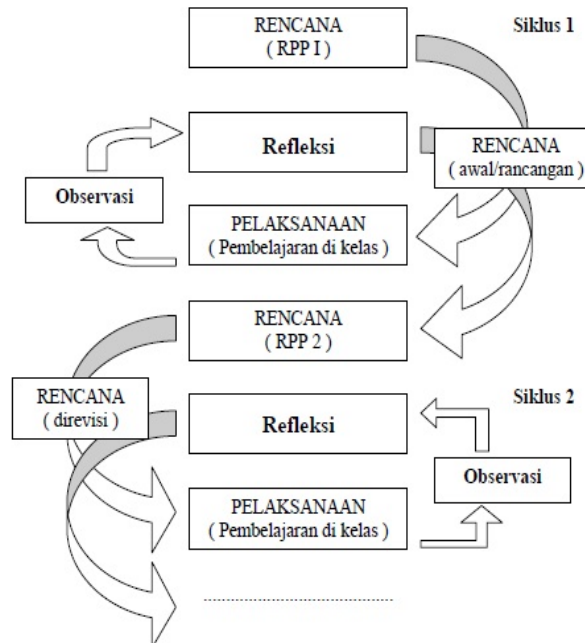 RENCANA
( RPP I )
Siklus 1
Refleksi
RENCANA
( awal/rancangan )
Observasi
PELAKSANAAN
( Pembelajaran di kelas )
RENCANA
( RPP 2 )
RENCANA
( direvisi )
Refleksi
Siklus 2
Observasi
PELAKSANAAN
( Pembelajaran di kelas )